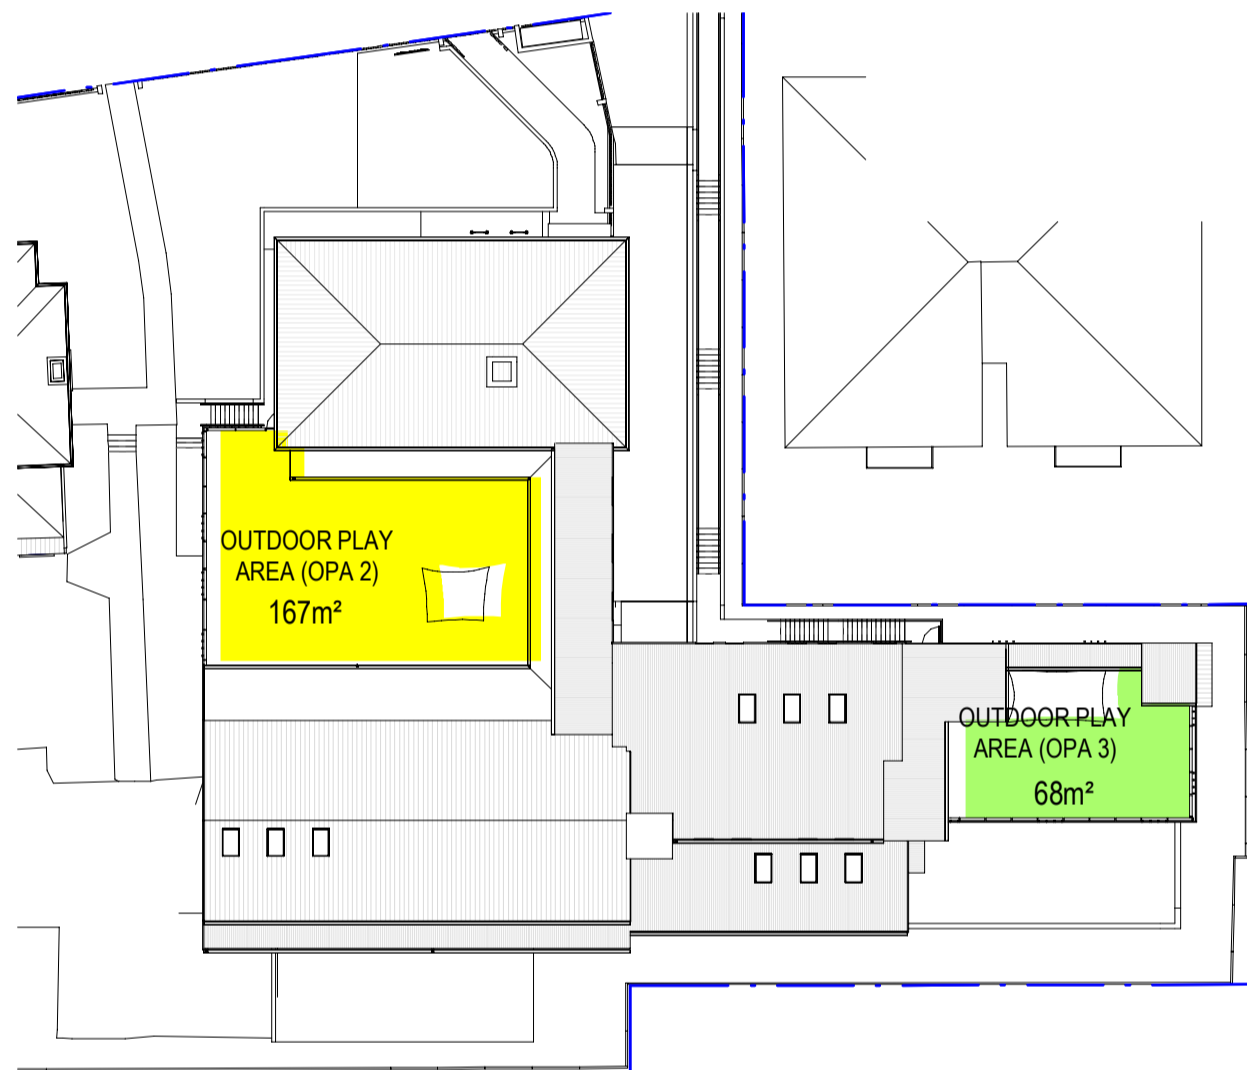 OUTDOOR PLAY
AREA (OPA 2)
167m²
OUTDOOR PLAY
AREA (OPA 3)
68m²